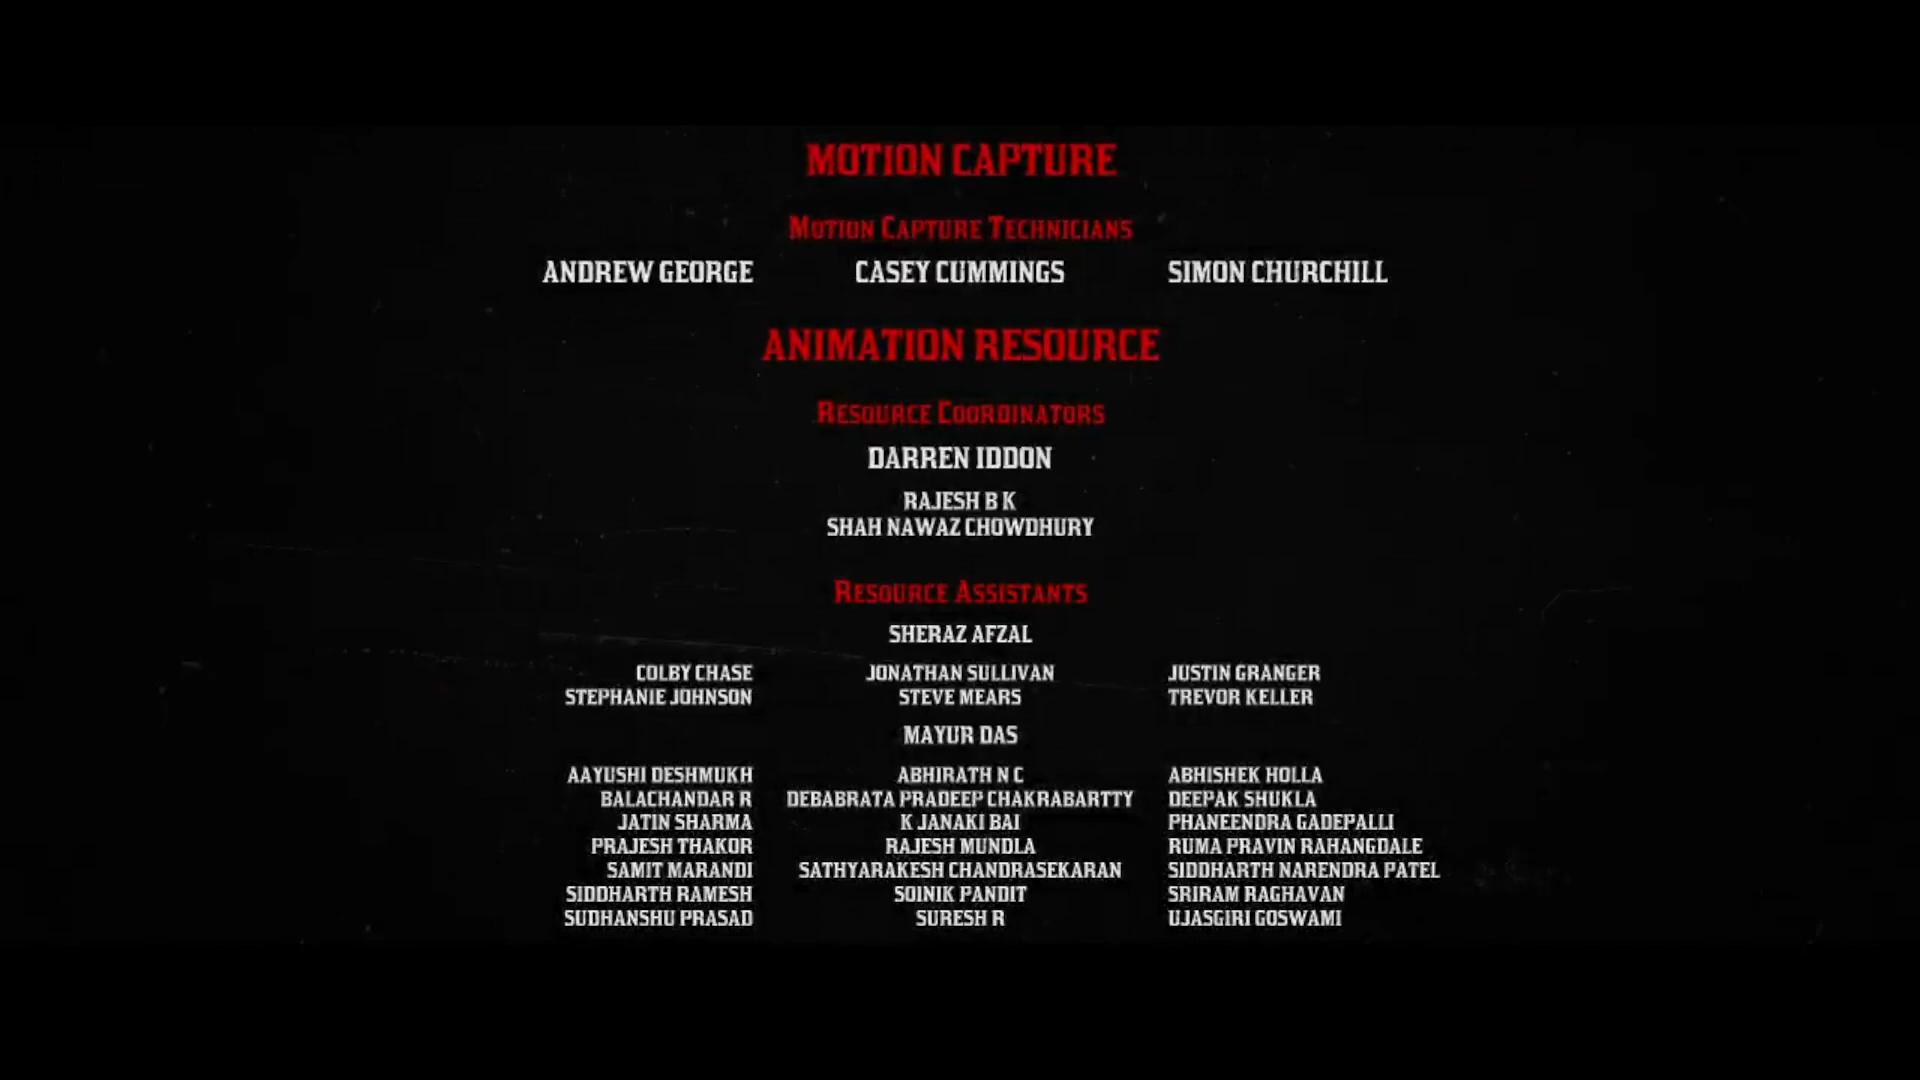 MOTION CAPTURE
MOTION CAPTURE TECHNICIANS
ANDREW GEORGE CASEY CUMMINGS SIMON CHURCHILL
ANIMATION RESOURCE
RESOURCE COORDINATORS
DARREN IDDON
RAJESH B K
SHAH NAWAZ CHOWDHURY
RESOURCE ASSISTANTS
SHERAZ AFZAL
COLBY CHASE JONATHAN SULLIVAN JUSTIN GRANGER
STEPHANIE JOHNSON STEVE MEARS TREVOR KELLER
MAYUR DAS
AAYUSHI DESHMUKH ABHIRATH N C ABHISHEK HOLLA
BALACHANDAR R DEBABRATA PRADEEP CHAKRABARTTY DEEPAK SHUKLA
JATIN SHARMA K JANAKI BAI PHANEENDRA GADEPALLI
PRAJESH THAKOR RAJESH MUNDLA RUMA PRAVIN RAHANGDALE
SAMIT MARANDI SATHYARAKESH CHANDRASEKARAN SIDDHARTH NARENDRA PATEL
SIDDHARTH RAMESH SOINIK PANDIT SRIRAM RAGHAVAN
SUDHANSHU PRASAD SURESH R UJASGIRI GOSWAMI